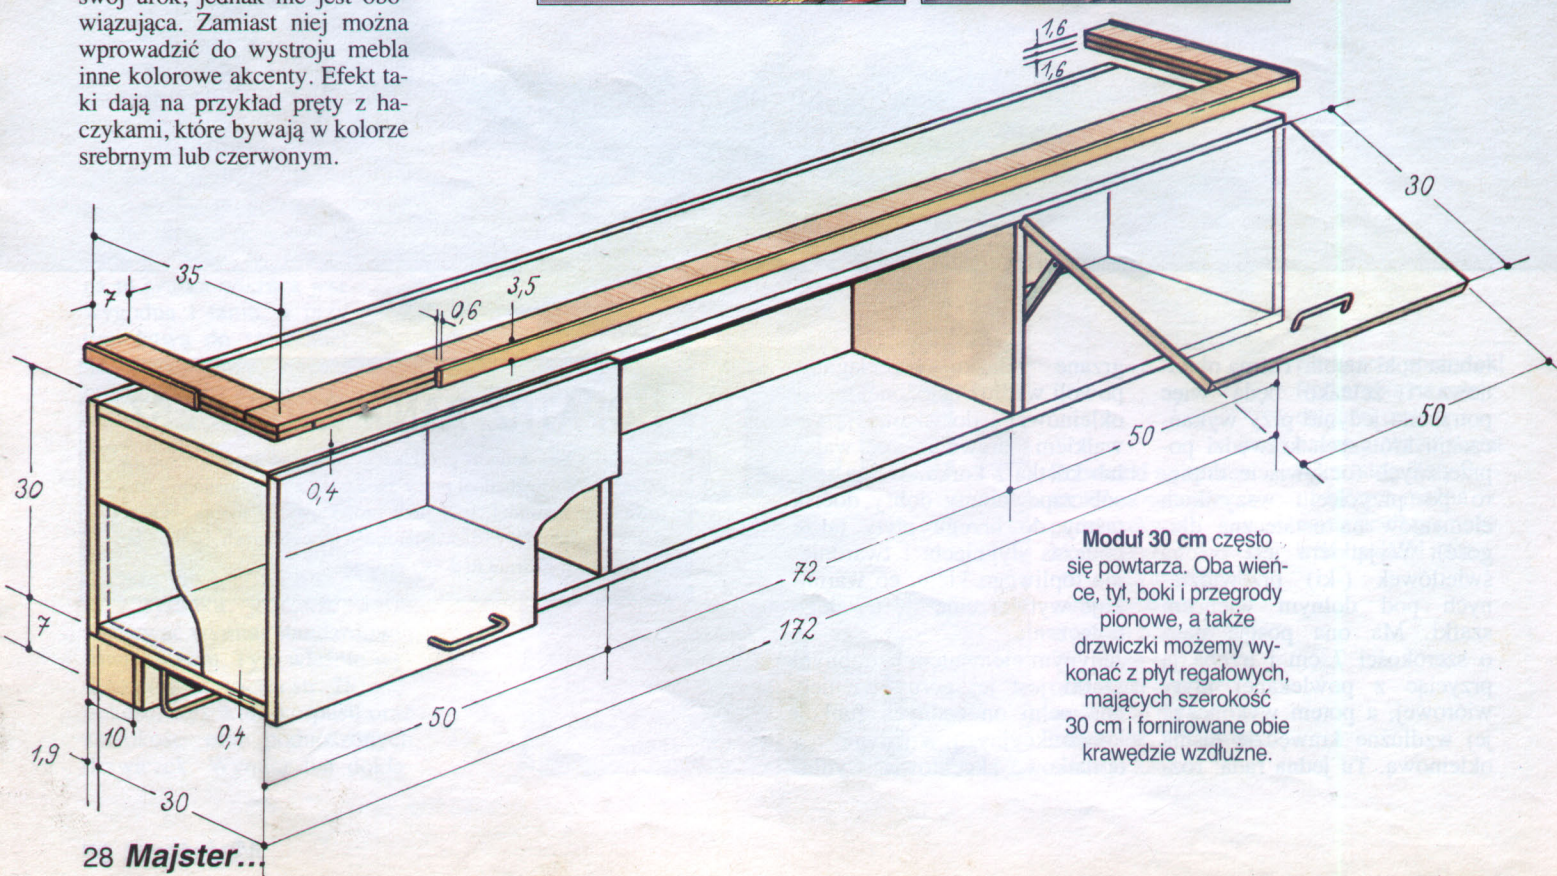 swój urok, jednak nie jest obo-
wiązująca. Zamiast niej można
wprowadzić do wystroju mebla
inne kolorowe akcenty. Efekt ta-
ki dają na przykład pręty z ha-
czykami, które bywają w kolorze
srebrnym lub czerwonym.
1,6
1,6
30
35
7
3,5
0,6
50
50
0,4
30
7
72
172
50
10
0,4
1,9
30
Moduł 30 cm często
się powtarza. Oba wień-
ce, tył, boki i przegrody
pionowe, a także
drzwiczki możemy wy-
konać z płyt regałowych,
mających szerokość
30 cm i fornirowane obie
krawędzie wzdłużne.
28 Majster...